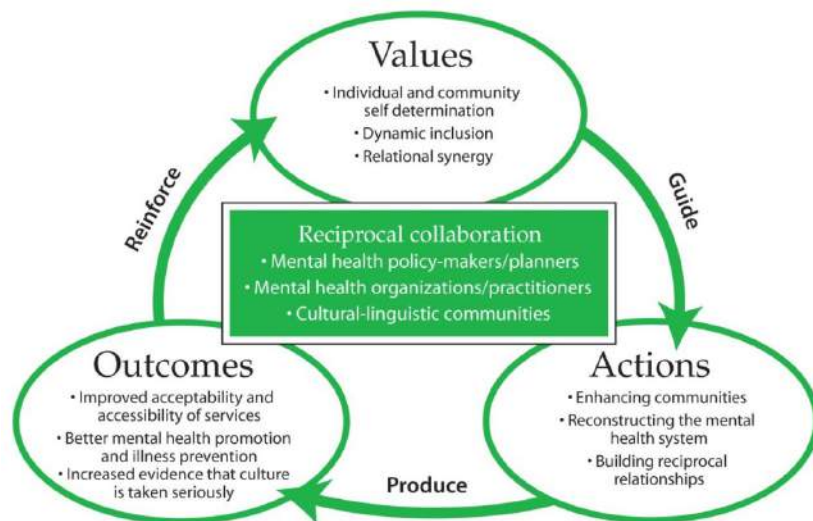 Values
• Individual and community
self determination
• Dynamic inclusion
• Relational synergy
Reinforce
Guide
Reciprocal collaboration
• Mental health policy-makers/planners
• Mental health organizations/practitioners
• Cultural-linguistic communities
Outcomes
• Improved acceptability and
accessibility of services
• Better mental health promotion
and illness prevention
• Increased evidence that culture
is taken seriously
Actions
• Enhancing communities
• Reconstructing the mental
health system
• Building reciprocal
relationships
Produce